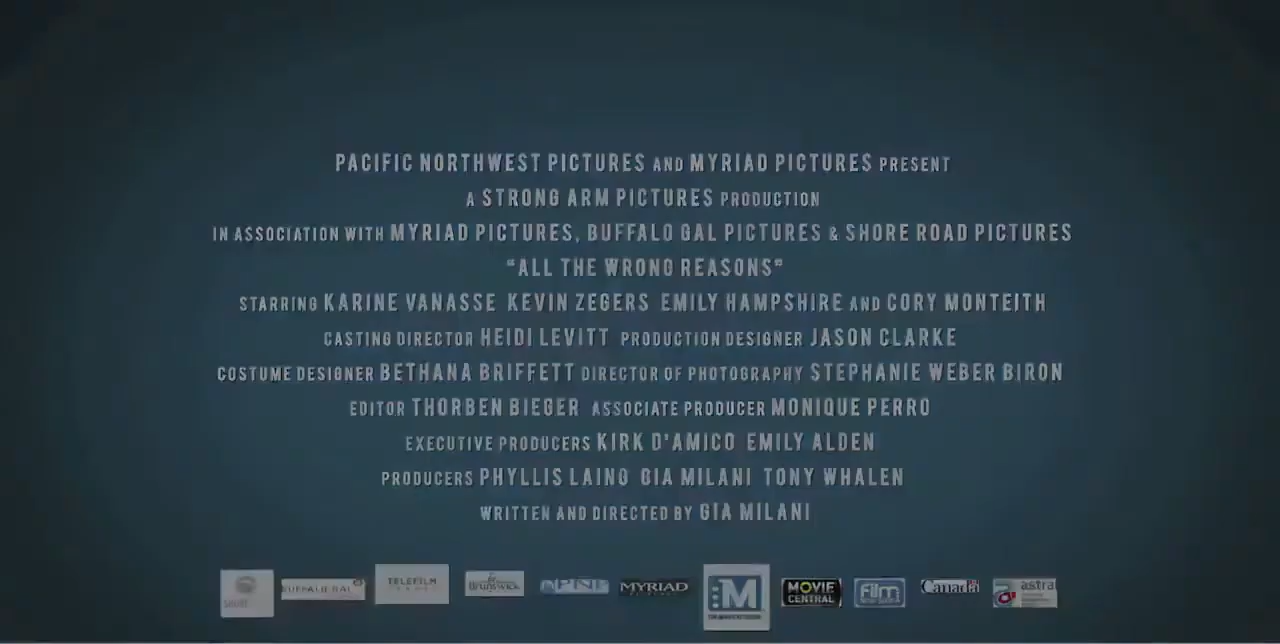 PACIFIC NORTHWEST PICTURES AND MYRIAD PICTURES PRESENT
A STRONG ARM PICTURES PRODUCTION
IN ASSOCIATION WITH MYRIAD PICTURES, BUFFALO GAL PICTURES & SHORE ROAD PICTURES
"ALL THE WRONG REASONS"
STARRING KARINE VANASSE KEVIN ZEGERS EMILY HAMPSHIRE AND CORY MONTEITH
CASTING DIRECTOR HEIDI LEVITT PRODUCTION DESIGNER JASON CLARKE
COSTUME DESIGNER BETHANA BRIFFETT DIRECTOR OF PHOTOGRAPHY STEPHANIE WEBER BIRON
EDITOR THORBEN BIEGER ASSOCIATE PRODUCER MONIQUE PERRO
EXECUTIVE PRODUCERS KIRK D'AMICO EMILY ALDEN
PRODUCERS PHYLLIS LAING GIA MILANI TONY WHALEN
WRITTEN AND DIRECTED BY GIA MILANI
BUFFALO GAL TELEFILM CANADA Brunswick PNP MYRIAD M MOVIE CENTRAL Film Canada astral